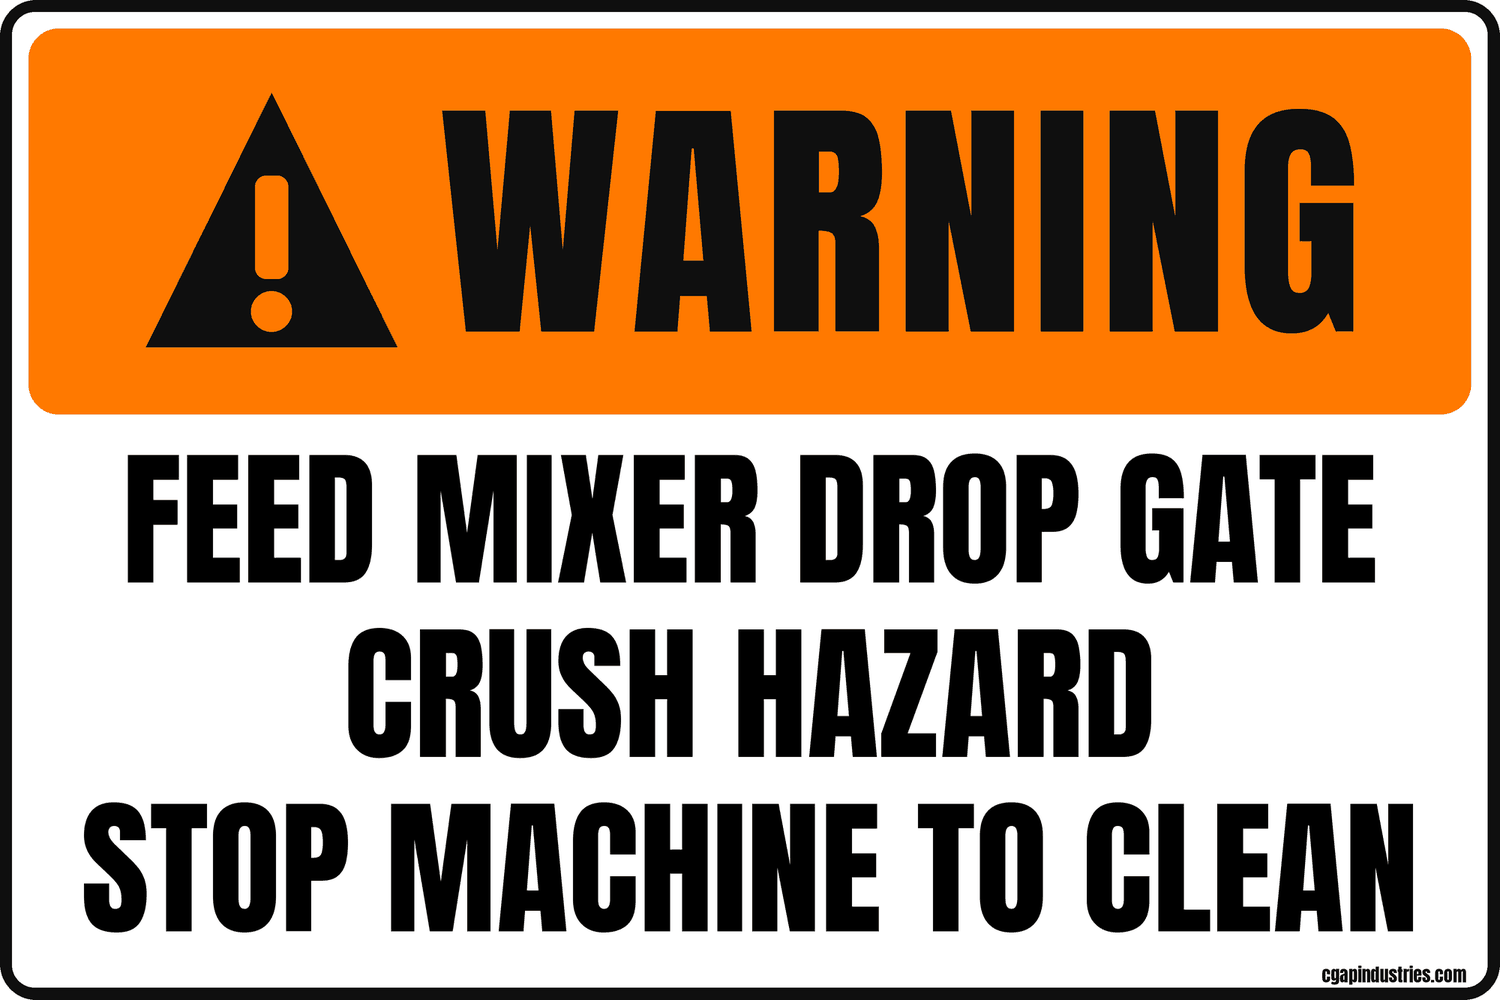 WARNING
FEED MIXER DROP GATE
CRUSH HAZARD
STOP MACHINE TO CLEAN
cgapindustries.com